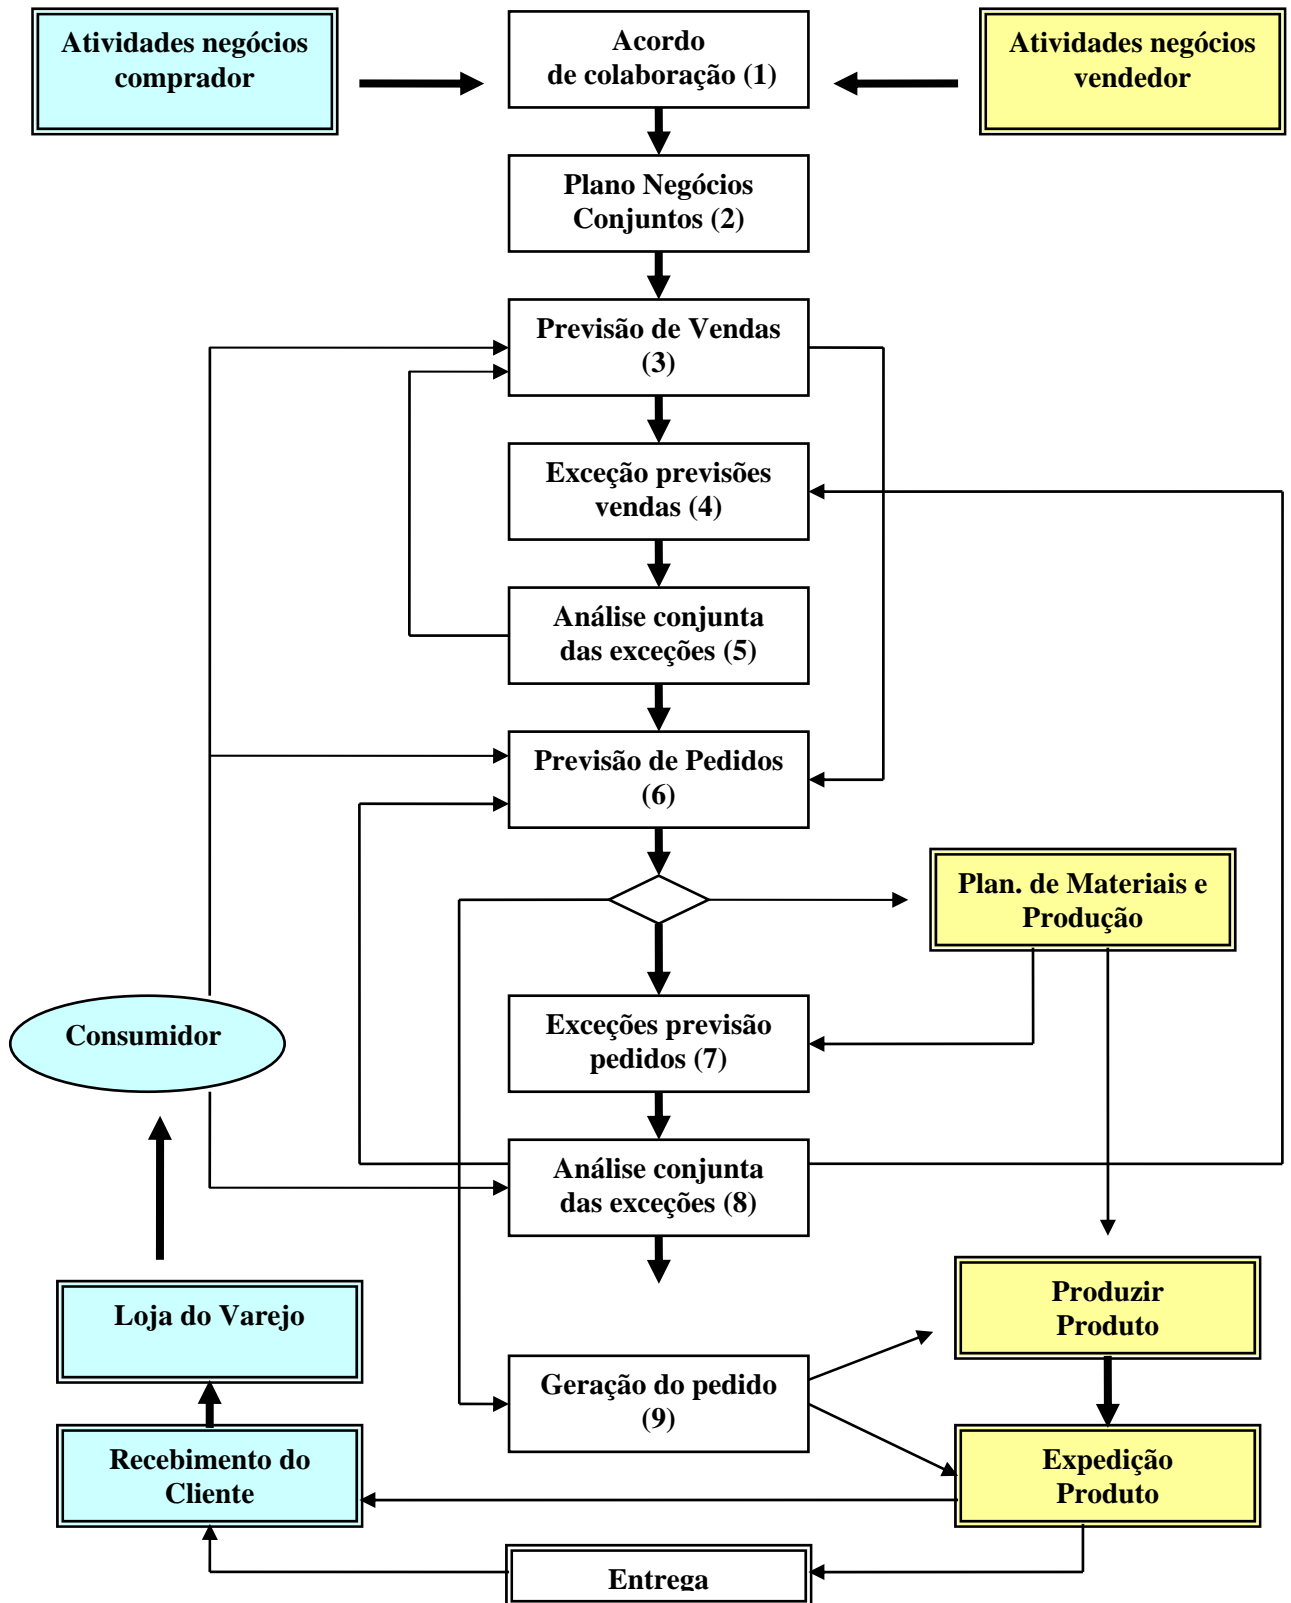 Atividades negócios
comprador
Acordo
de colaboração (1)
Atividades negócios
vendedor
Plano Negócios
Conjuntos (2)
Previsão de Vendas
(3)
Exceção previsões
vendas (4)
Análise conjunta
das exceções (5)
Previsão de Pedidos
(6)
Plan. de Materiais e
Produção
Consumidor
Exceções previsão
pedidos (7)
Análise conjunta
das exceções (8)
Loja do Varejo
Produzir
Produto
Geração do pedido
(9)
Recebimento do
Cliente
Expedição
Produto
Entrega